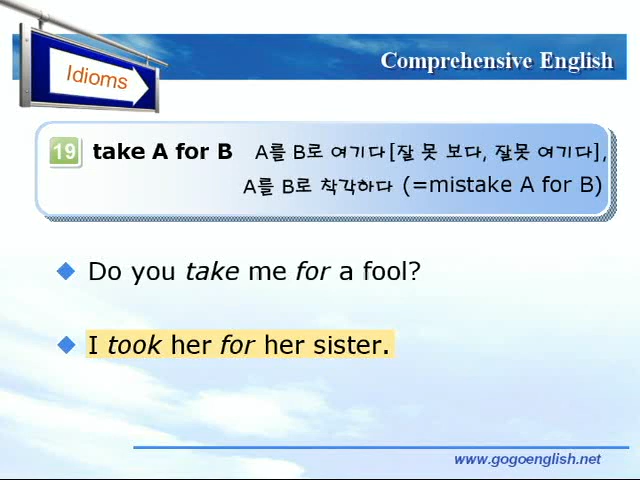 Idioms
Comprehensive English
19 take A for B A를 B로 여기다[잘 못 보다, 잘못 여기다],
A를 B로 착각하다 (=mistake A for B)
Do you take me for a fool?
I took her for her sister.
www.gogoenglish.net